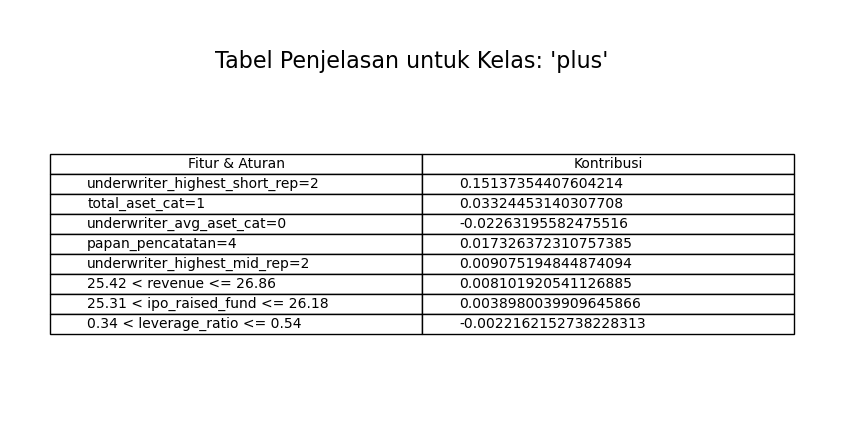 Tabel Penjelasan untuk Kelas: 'plus'
Fitur & Aturan Kontribusi
underwriter_highest_short_rep=2 0.15137354407604214
total_aset_cat=1 0.03324453140307708
underwriter_avg_aset_cat=0 -0.02263195582475516
papan_pencatatan=4 0.017326372310757385
underwriter_highest_mid_rep=2 0.009075194844874094
25.42 < revenue <= 26.86 0.008101920541126885
25.31 < ipo_raised_fund <= 26.18 0.0038980039909645866
0.34 < leverage_ratio <= 0.54 -0.0022162152738228313